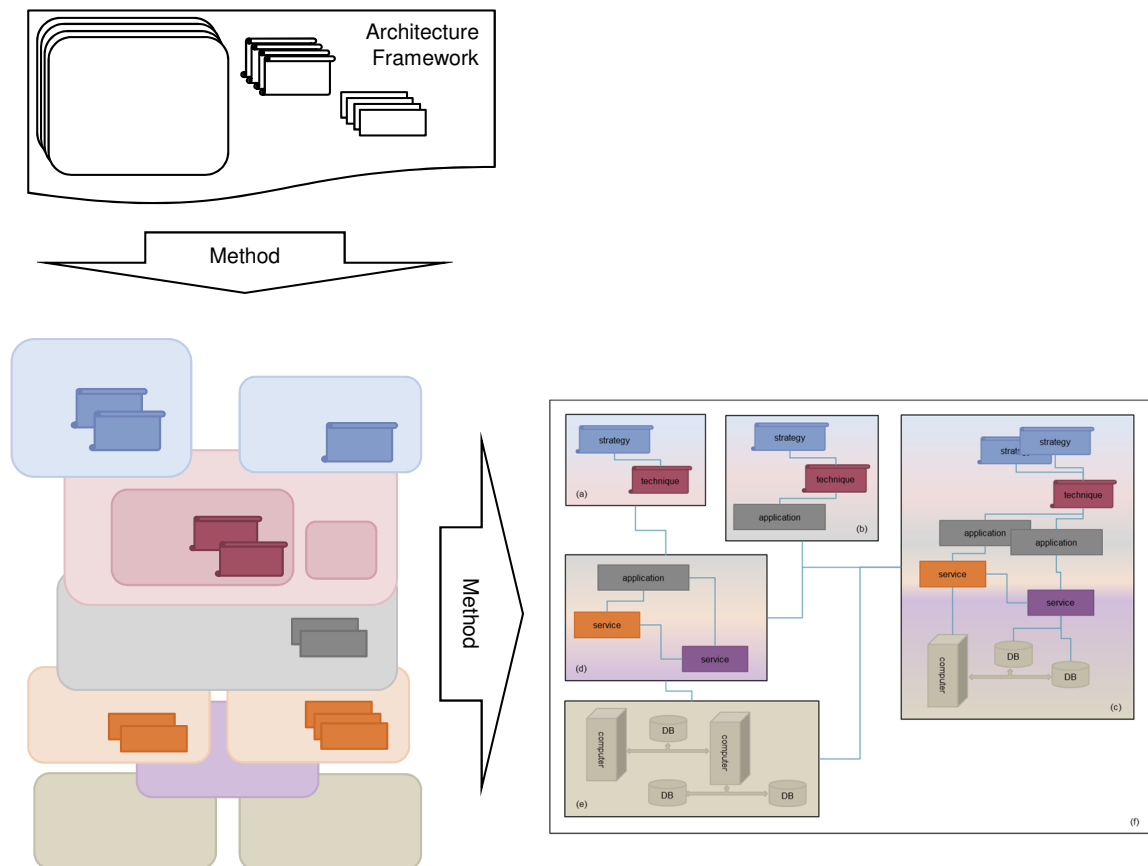 Architecture
Framework
Method
Method
strategy
technique
(a)
strategy
technique
application
(b)
strategy
strategy
technique
application
application
service
service
computer
DB
DB
(c)
application
service
service
(d)
computer
DB
computer
DB
DB
(e)
(f)